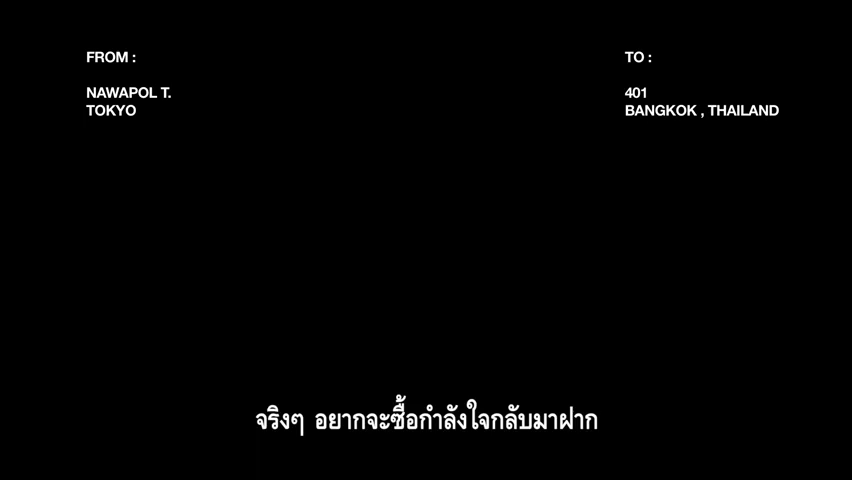 FROM :
NAWAPOL T.
TOKYO
TO :
401
BANGKOK , THAILAND
จริงๆ อยากจะซื้อกำลังใจกลับมาฝาก